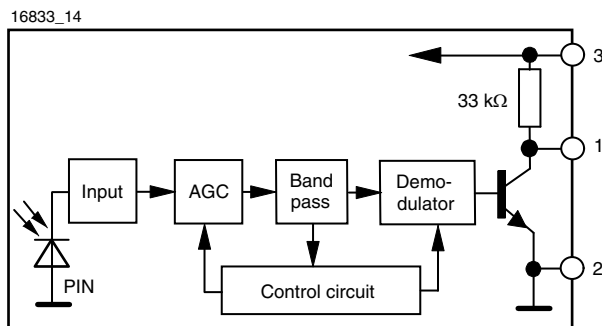 16833_14
3
33 kΩ
1
Input
AGC
Band
pass
Demo-
dulator
2
PIN
Control circuit